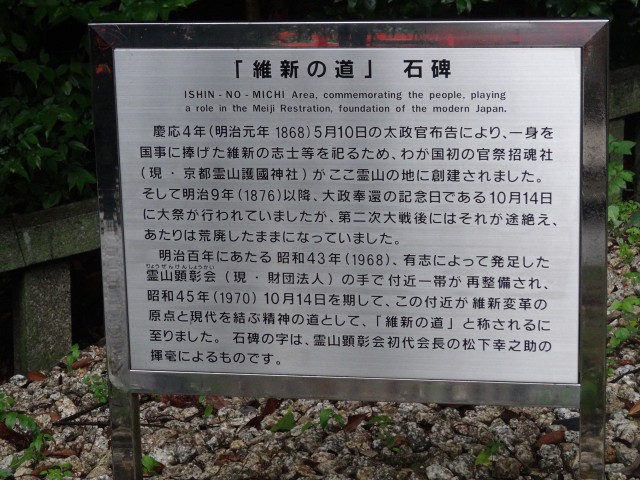 「維新の道」 石碑
ISHIN - NO - MICHI Area, commemorating the people, playing
a role in the Meiji Restration, foundation of the modern Japan.
慶応4年(明治元年 1868)5月10日の太政官布告により、一身を
国事に捧げた維新の志士等を祀るため、わが国初の官祭招魂社
(現・京都霊山護國神社)がここ霊山の地に創建されました。
そして明治9年(1876)以降、大政奉還の記念日である10月14日
に大祭が行われていましたが、第二次大戦後にはそれが途絶え、
あたりは荒廃したままになっていました。
明治百年にあたる 昭和43年(1968)、有志によって発足した
りょうぜんけんしょうかい
霊山顕彰会(現・財団法人)の手で付近一帯が 再整備され、
昭和45年(1970) 10月14日を期して、この付近が維新変革の
原点と現代を結ぶ精神の道として、「維新の道」と称されるに
至りました。 石碑の字は、霊山顕彰会初代会長の松下幸之助の
揮毫によるものです。